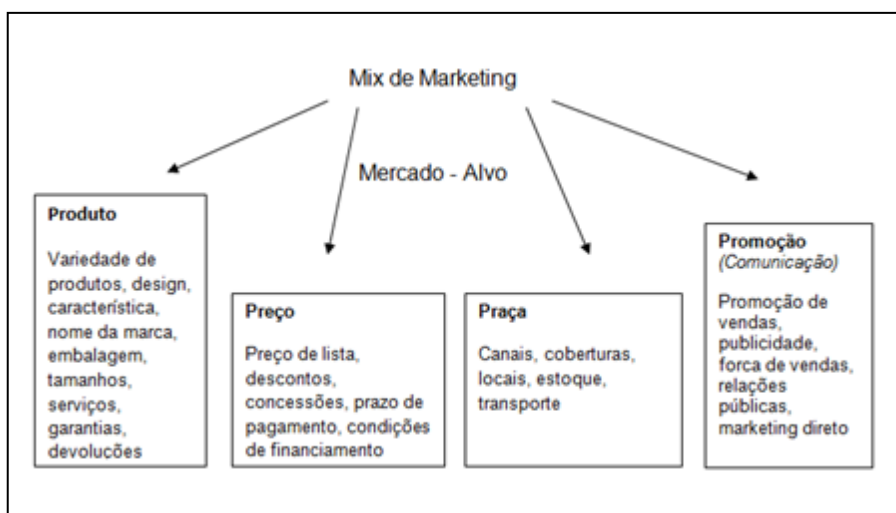 Mix de Marketing
Mercado - Alvo
Produto
Variedade de
produtos, design,
característica,
nome da marca,
embalagem,
tamanhos,
serviços,
garantias,
devoluções
Preço
Preço de lista,
descontos,
concessões, prazo de
pagamento, condições
de financiamento
Praça
Canais, coberturas,
locais, estoque,
transporte
Promoção
(Comunicação)
Promoção de
vendas,
publicidade,
forca de vendas,
relações
públicas,
marketing direto